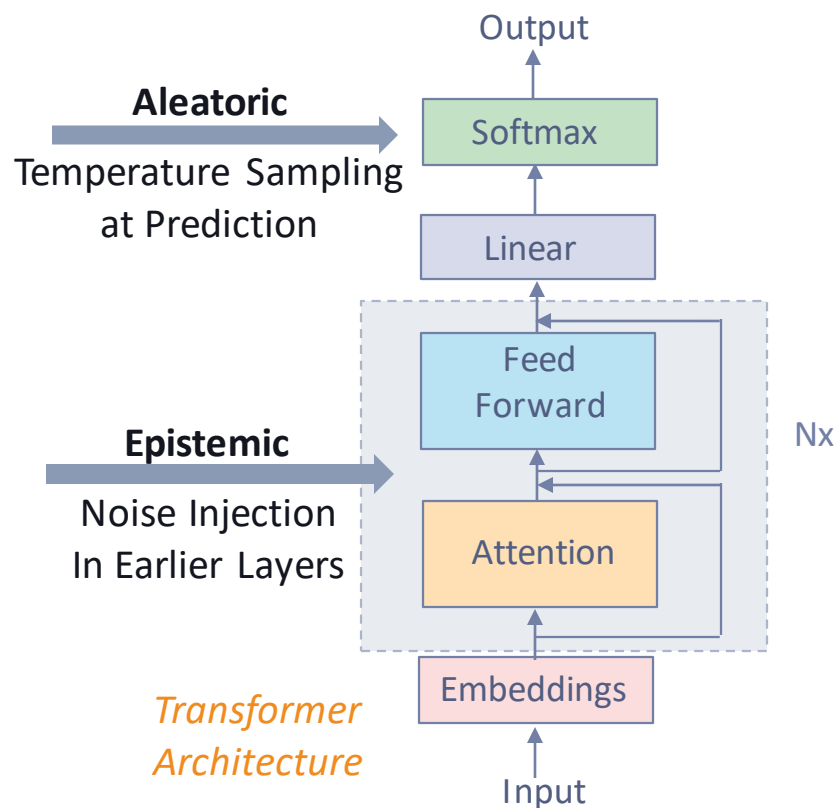 Output
Aleatoric
Softmax
Temperature Sampling
at Prediction
Linear
Feed
Forward
Nx
Epistemic
Noise Injection
In Earlier Layers
Attention
Embeddings
Transformer
Architecture
Input